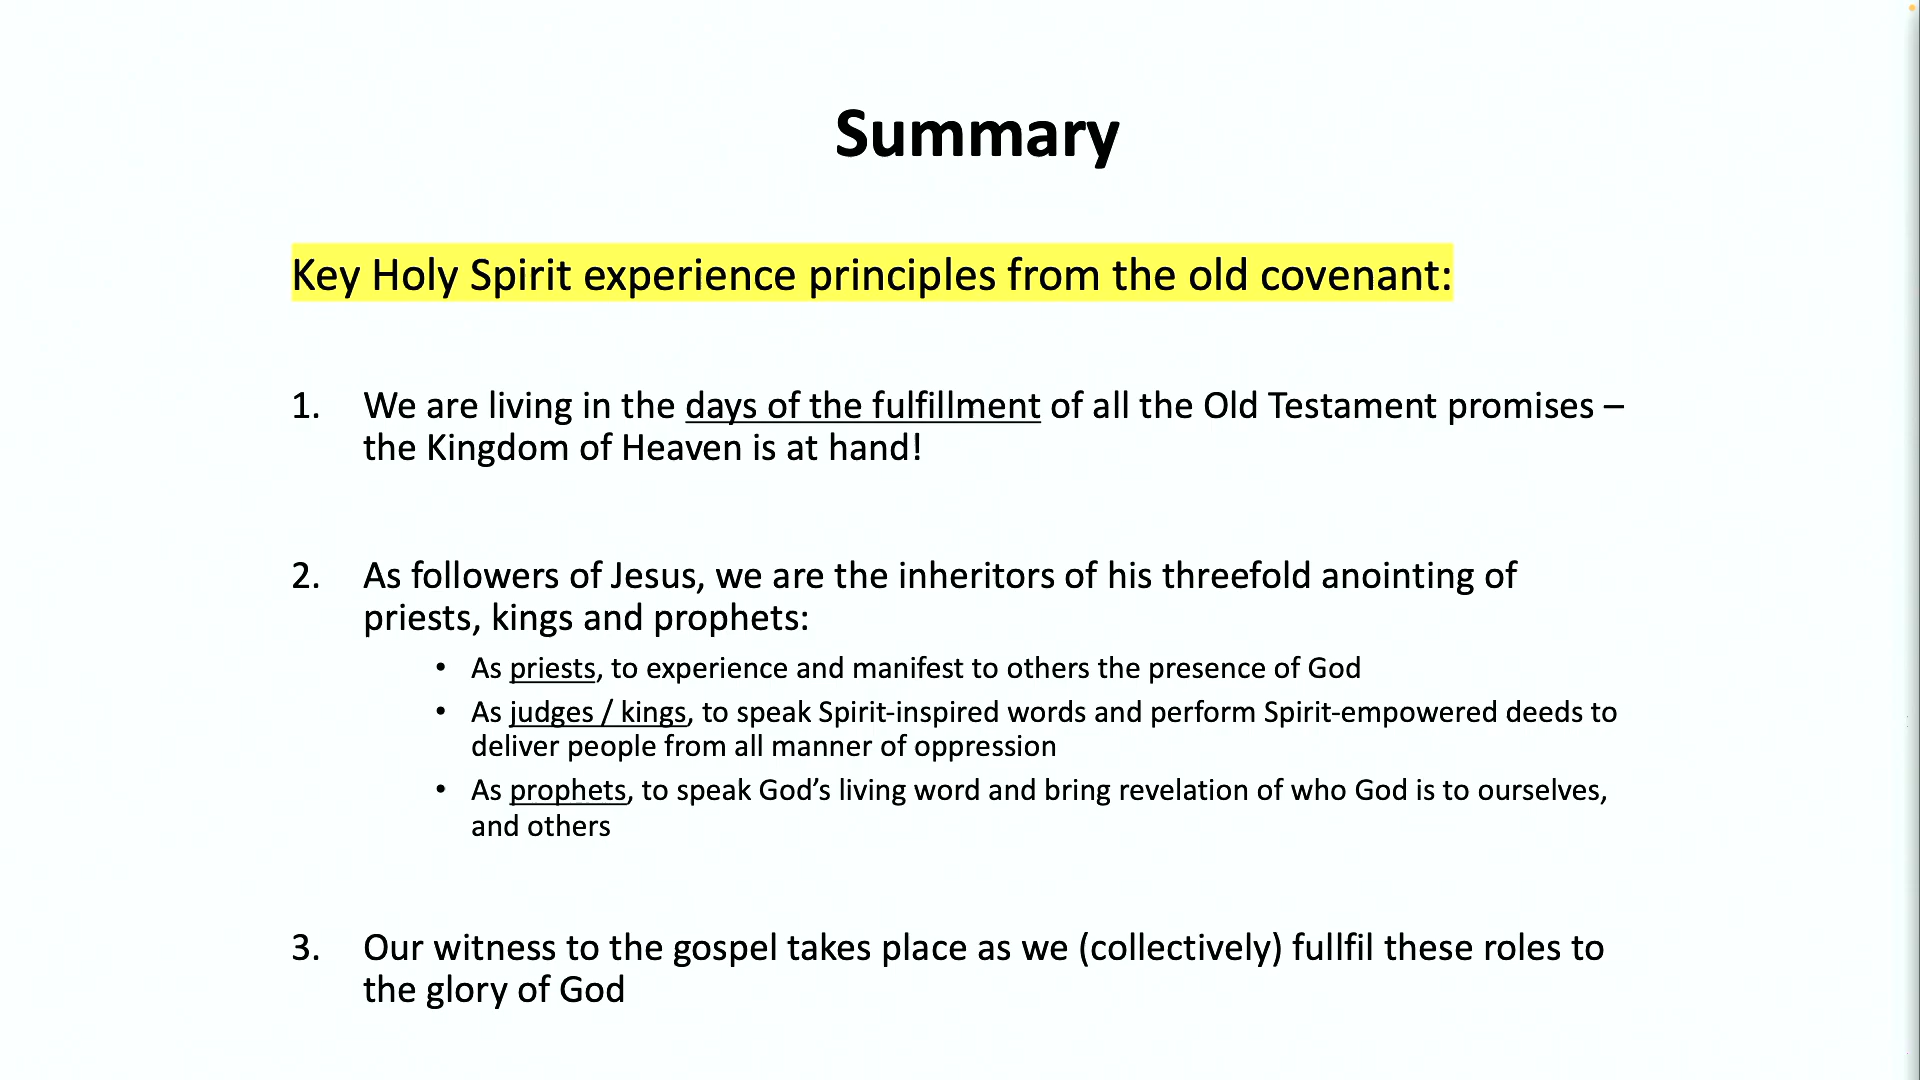 Summary
Key Holy Spirit experience principles from the old covenant:
1. We are living in the days of the fulfillment of all the Old Testament promises –
the Kingdom of Heaven is at hand!
2. As followers of Jesus, we are the inheritors of his threefold anointing of
priests, kings and prophets:
• As priests, to experience and manifest to others the presence of God
• As judges / kings, to speak Spirit-inspired words and perform Spirit-empowered deeds to
deliver people from all manner of oppression
• As prophets, to speak God’s living word and bring revelation of who God is to ourselves,
and others
3. Our witness to the gospel takes place as we (collectively) fullfil these roles to
the glory of God